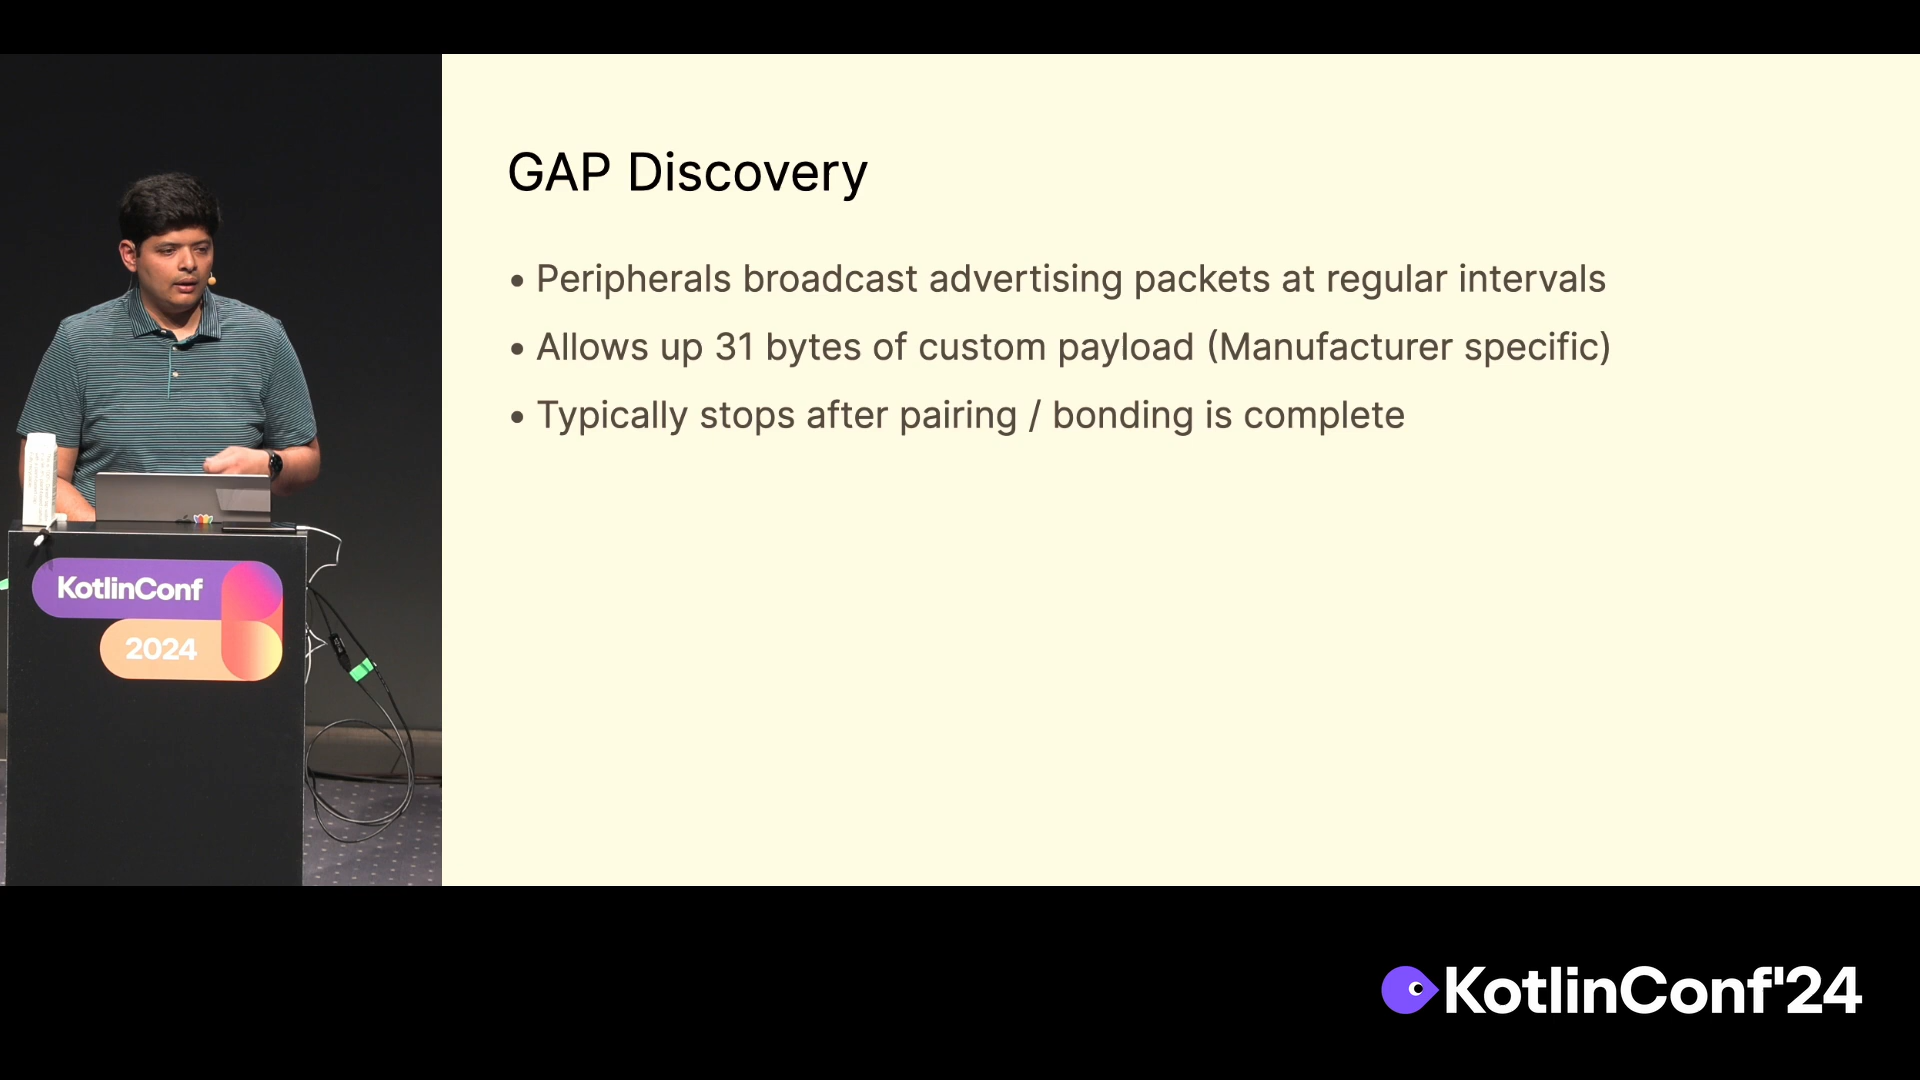 GAP Discovery
• Peripherals broadcast advertising packets at regular intervals
• Allows up 31 bytes of custom payload (Manufacturer specific)
• Typically stops after pairing / bonding is complete
KotlinConf
2024
KotlinConf'24